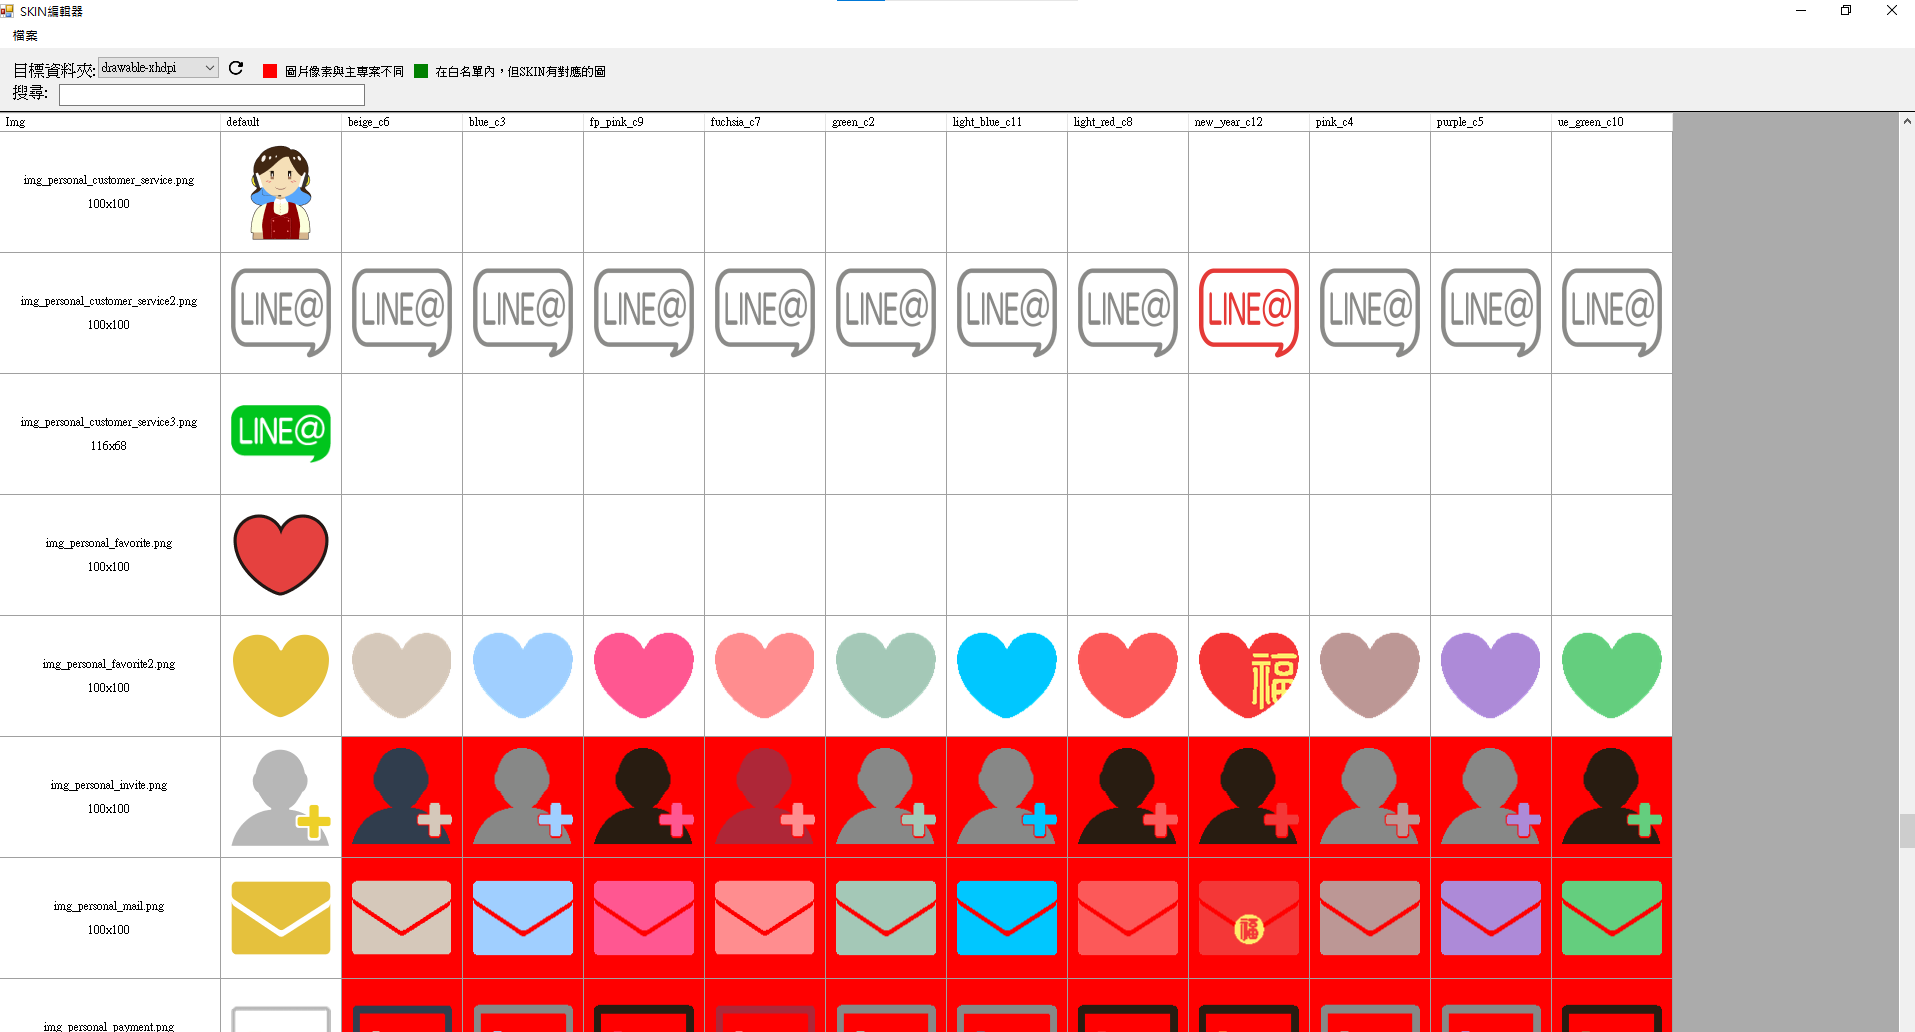 SKIN編輯器
檔案
目標資料夾: drawable-xhdpi 圖片像素與主專案不同 在白名單內，但SKIN有對應的圖
搜尋:
Img default beige_c6 blue_c3 fp_pink_c9 fuchsia_c7 green_c2 light_blue_c11 light_red_c8 new_year_c12 pink_c4 purple_c5 ue_green_c10
img_personal_customer_service.png
100x100
img_personal_customer_service2.png
100x100
LINE@ LINE@ LINE@ LINE@ LINE@ LINE@ LINE@ LINE@ LINE@ LINE@ LINE@ LINE@
img_personal_customer_service3.png
116x68
LINE@
img_personal_favorite.png
100x100
img_personal_favorite2.png
100x100
福
img_personal_invite.png
100x100
img_personal_mail.png
100x100
福
img_personal_payment.png